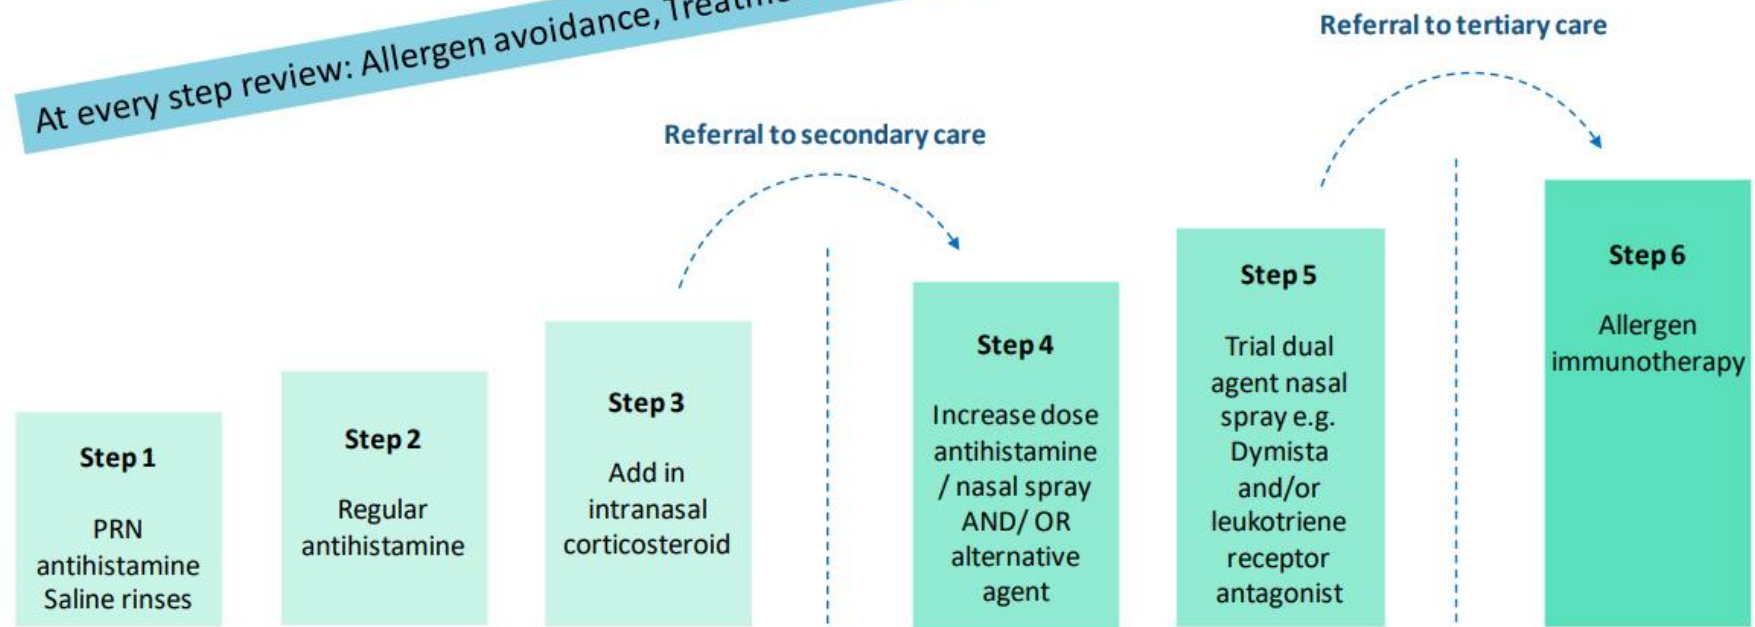 At every step review: Allergen avoidance, Treatme
Referral to secondary care
Referral to tertiary care
Step 1
PRN
antihistamine
Saline rinses
Step 2
Regular
antihistamine
Step 3
Add in
intranasal
corticosteroid
Step 4
Increase dose
antihistamine
/ nasal spray
AND/ OR
alternative
agent
Step 5
Trial dual
agent nasal
spray e.g.
Dymista
and/or
leukotriene
receptor
antagonist
Step 6
Allergen
immunotherapy